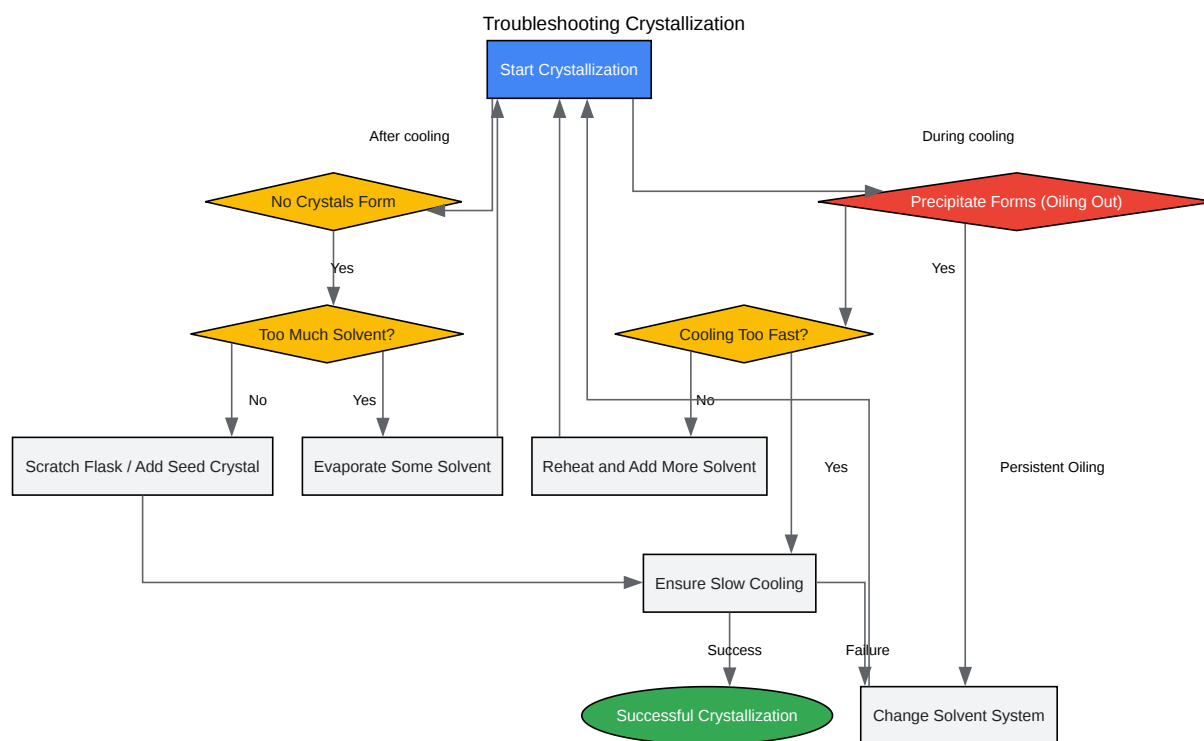 Troubleshooting Crystallization
Start Crystallization
After cooling
During cooling
No Crystals Form
Precipitate Forms (Oiling Out)
Yes
Yes
Too Much Solvent?
Cooling Too Fast?
No
Yes
No
Scratch Flask / Add Seed Crystal
Evaporate Some Solvent
Reheat and Add More Solvent
Yes
Persistent Oiling
Ensure Slow Cooling
Success
Failure
Successful Crystallization
Change Solvent System